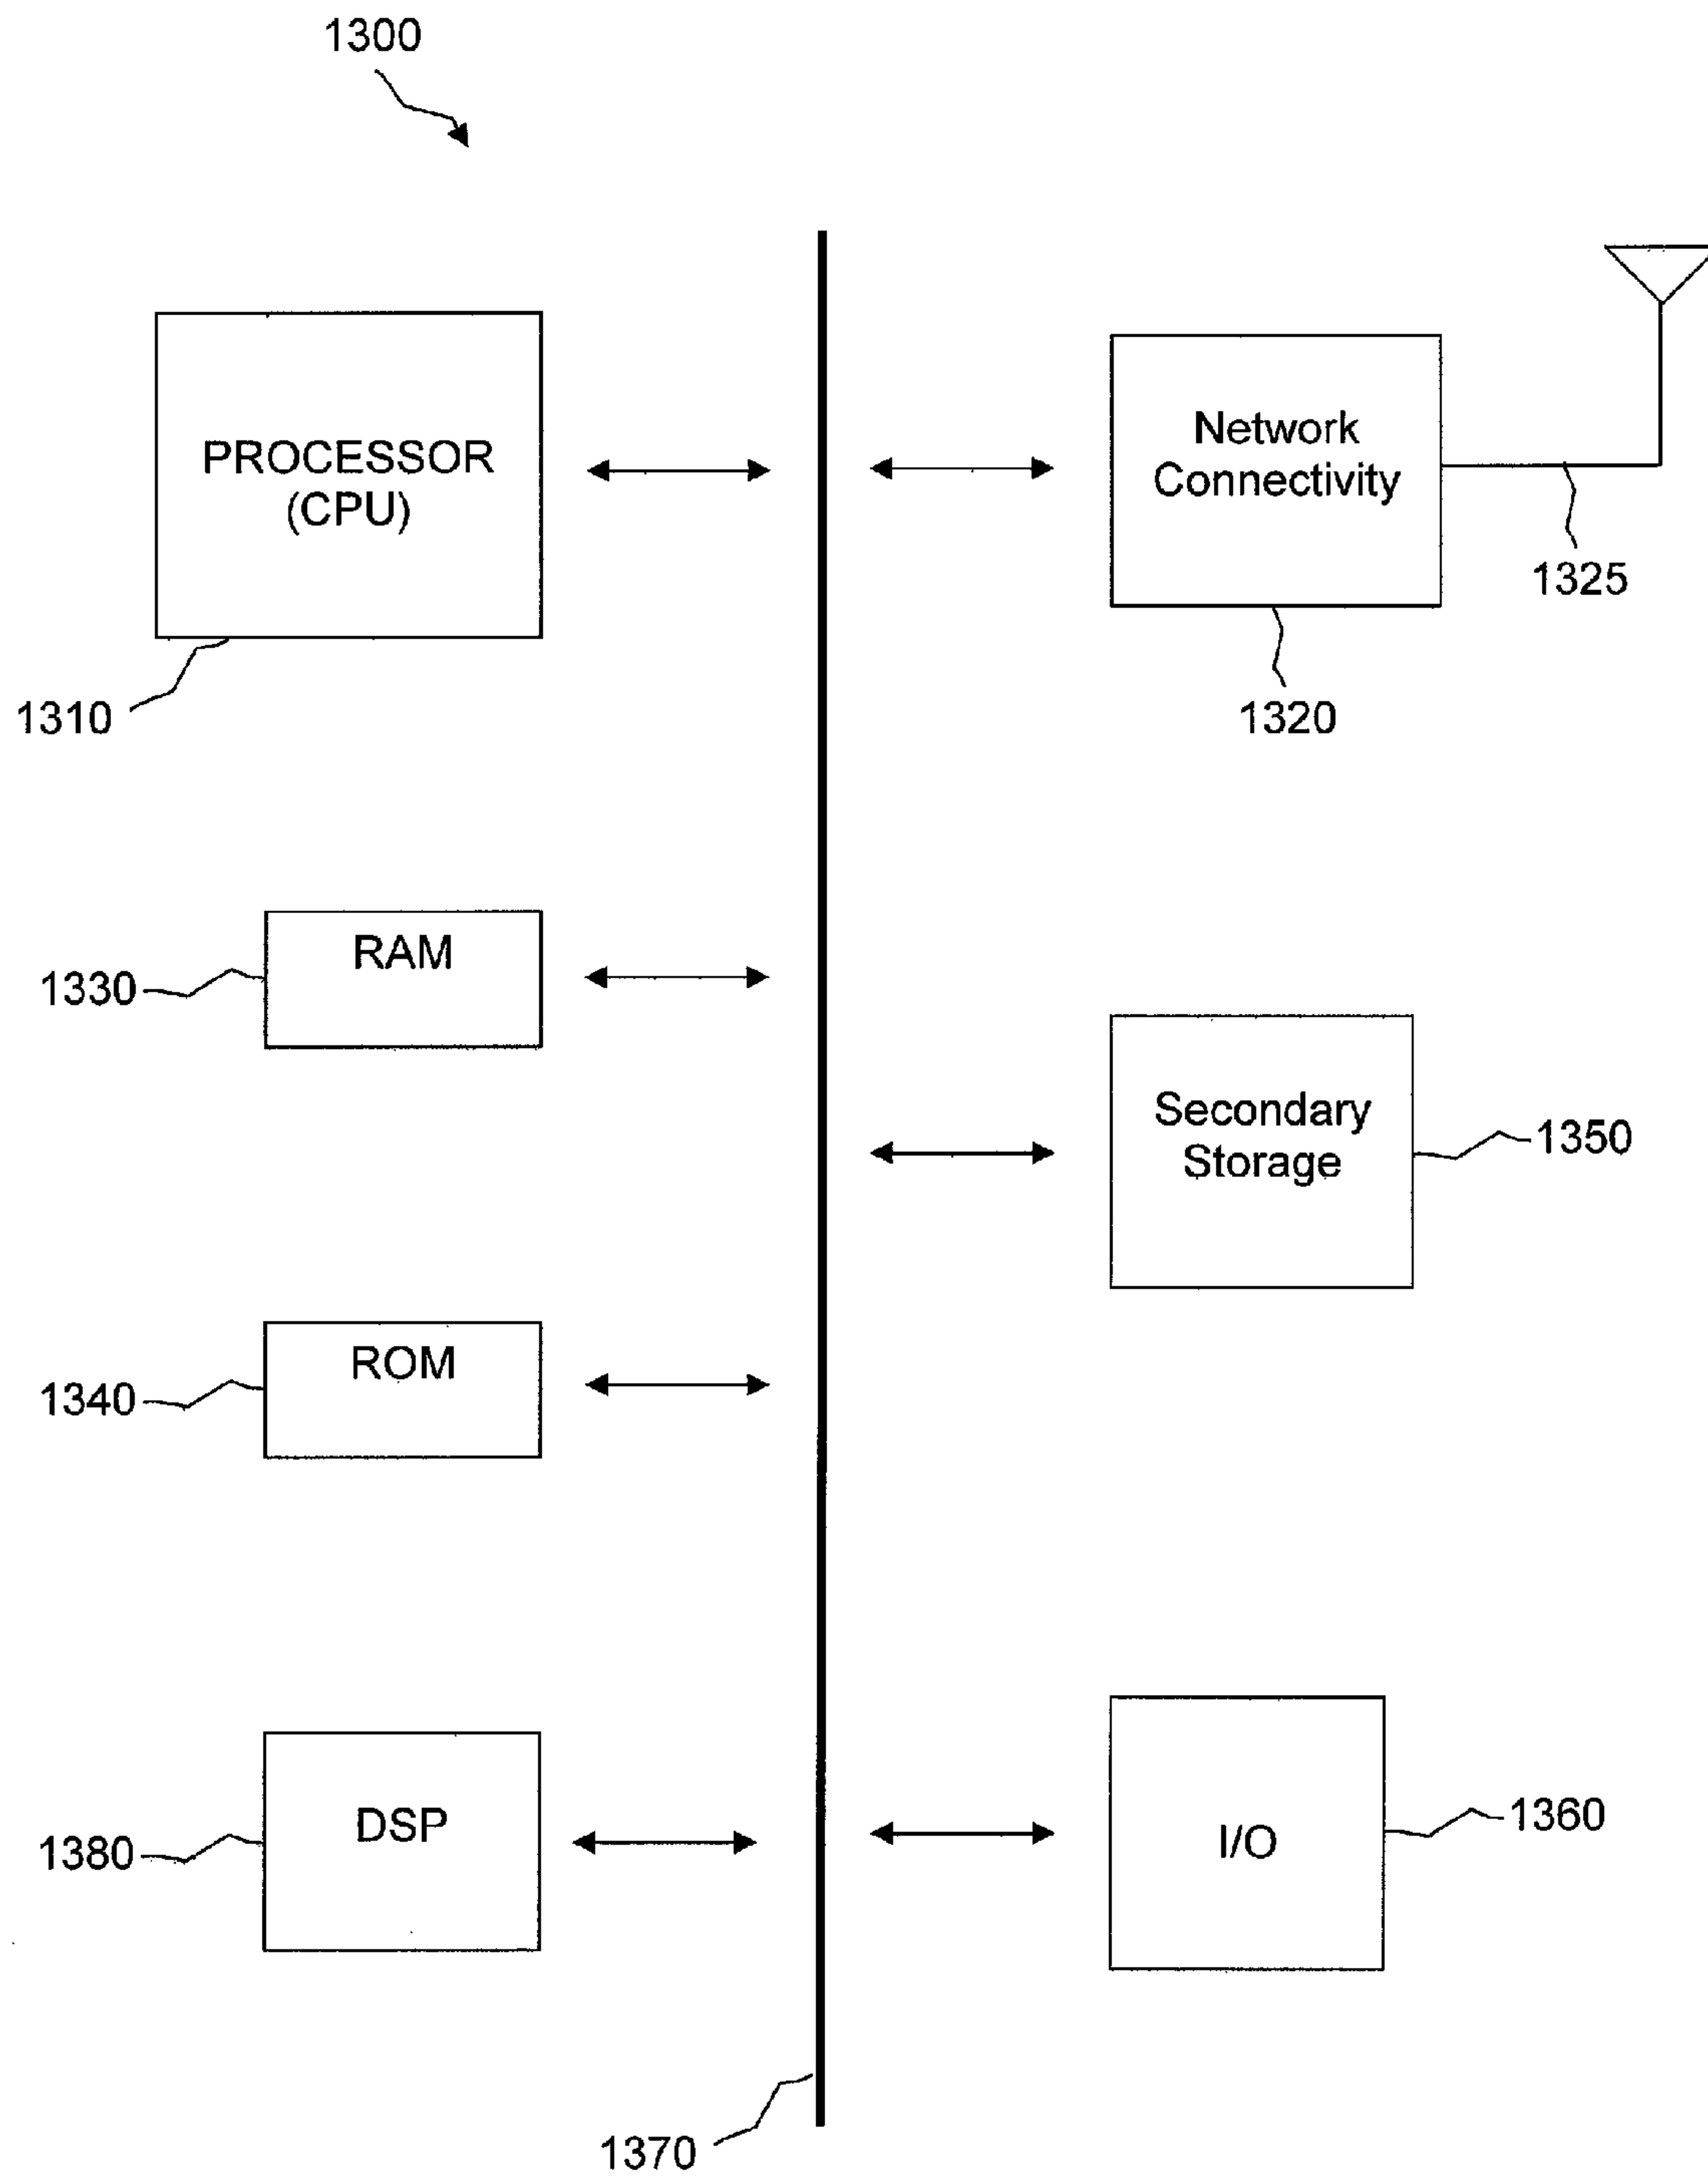 1300
PROCESSOR
(CPU)
1310
Network
Connectivity
1325
1320
RAM
1330
Secondary
Storage
1350
ROM
1340
DSP
1380
I/O
1360
1370